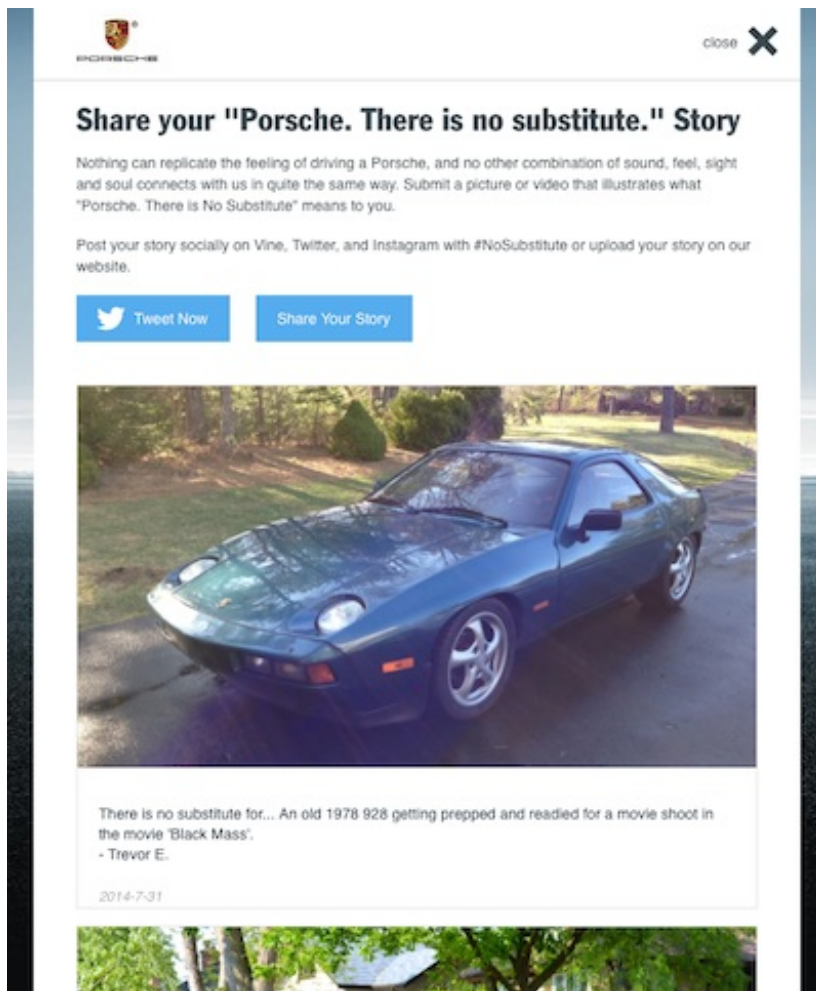 PORSCHE
close
Share your "Porsche. There is no substitute." Story
Nothing can replicate the feeling of driving a Porsche, and no other combination of sound, feel, sight
and soul connects with us in quite the same way. Submit a picture or video that illustrates what
"Porsche. There is No Substitute" means to you.
Post your story socially on Vine, Twitter, and Instagram with #NoSubstitute or upload your story on our
website.
Tweet Now
Share Your Story
There is no substitute for... An old 1978 928 getting prepped and readied for a movie shoot in
the movie 'Black Mass'.
- Trevor E.
2014-7-31